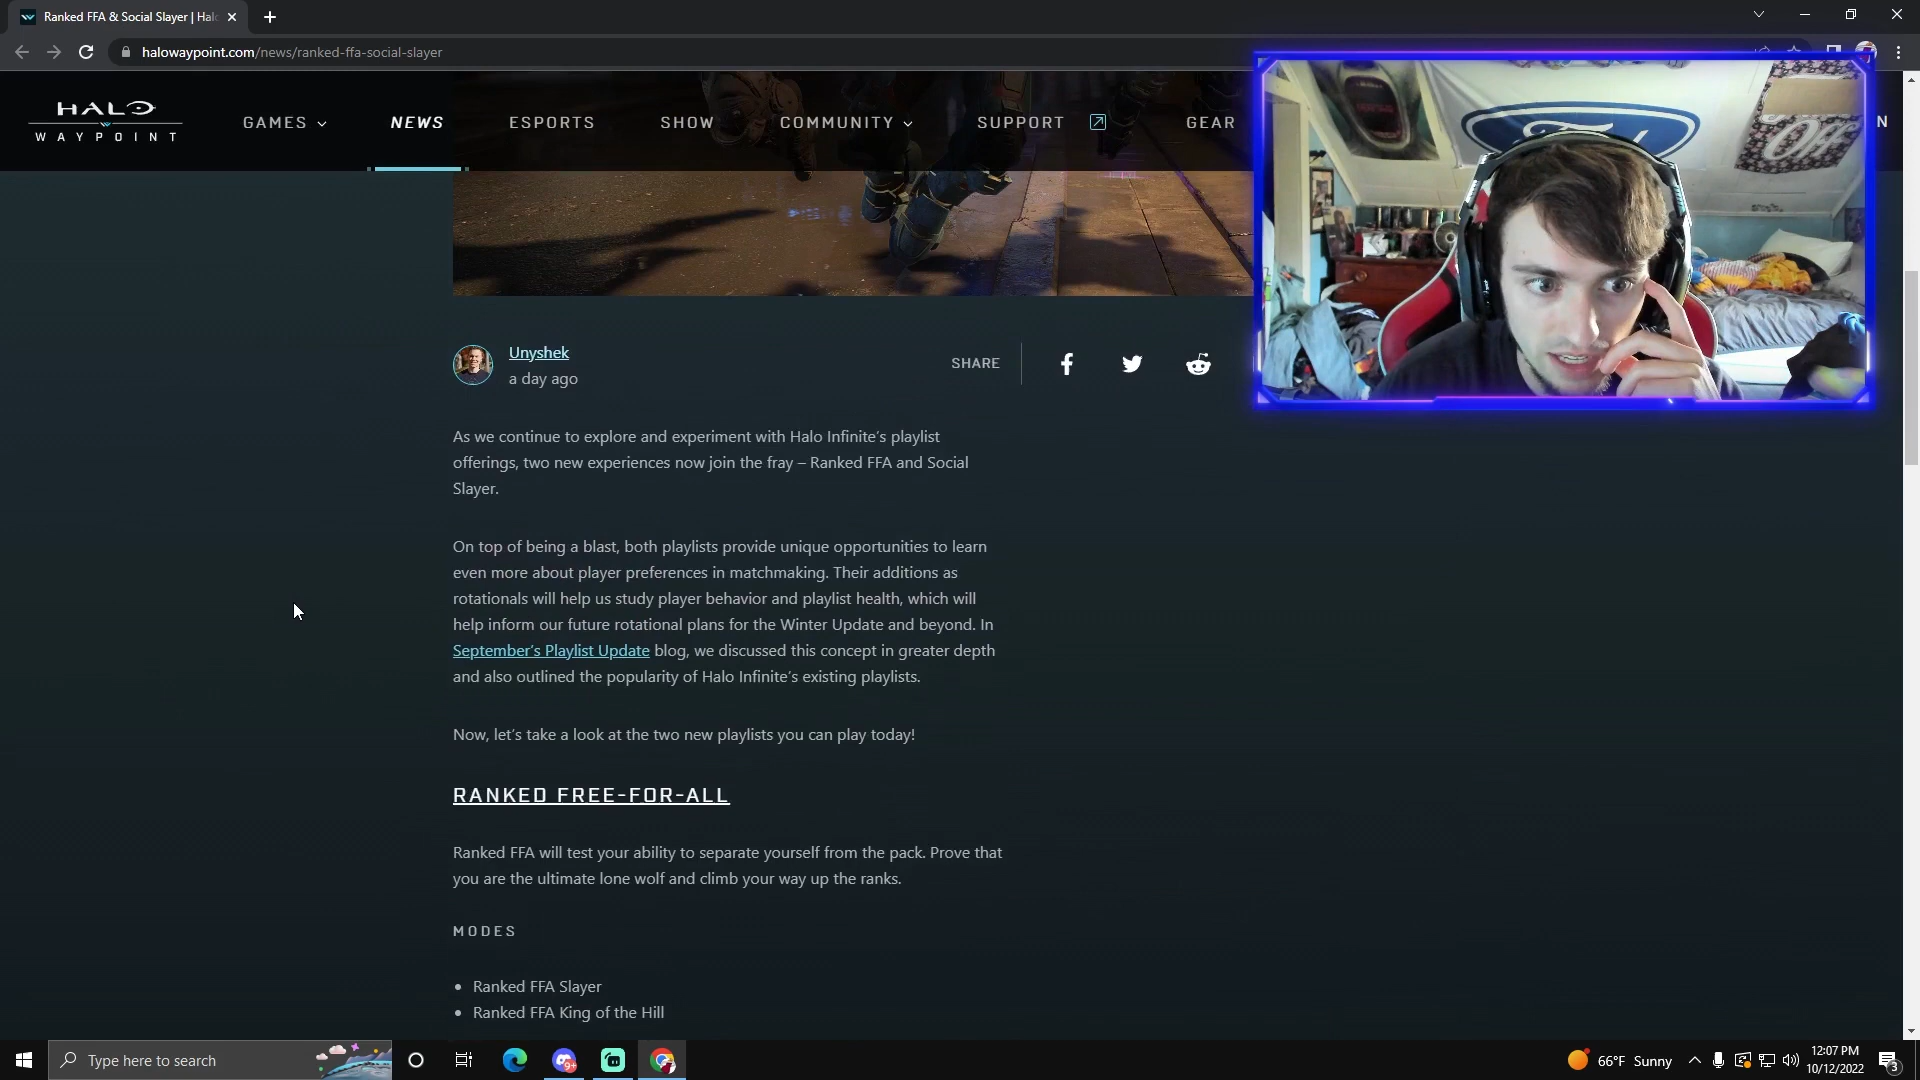 Ranked FFA & Social Slayer | Hal
halowaypoint.com/news/ranked-ffa-social-slayer
HALO
WAYPOINT
GAMES
NEWS
ESPORTS
SHOW
COMMUNITY
SUPPORT
GEAR
N
Unyshek
a day ago
SHARE
As we continue to explore and experiment with Halo Infinite’s playlist
offerings, two new experiences now join the fray – Ranked FFA and Social
Slayer.
On top of being a blast, both playlists provide unique opportunities to learn
even more about player preferences in matchmaking. Their additions as
rotationals will help us study player behavior and playlist health, which will
help inform our future rotational plans for the Winter Update and beyond. In
September’s Playlist Update blog, we discussed this concept in greater depth
and also outlined the popularity of Halo Infinite’s existing playlists.
Now, let’s take a look at the two new playlists you can play today!
RANKED FREE-FOR-ALL
Ranked FFA will test your ability to separate yourself from the pack. Prove that
you are the ultimate lone wolf and climb your way up the ranks.
MODES
• Ranked FFA Slayer
• Ranked FFA King of the Hill
Type here to search
9+
66°F Sunny
12:07 PM
10/12/2022
3